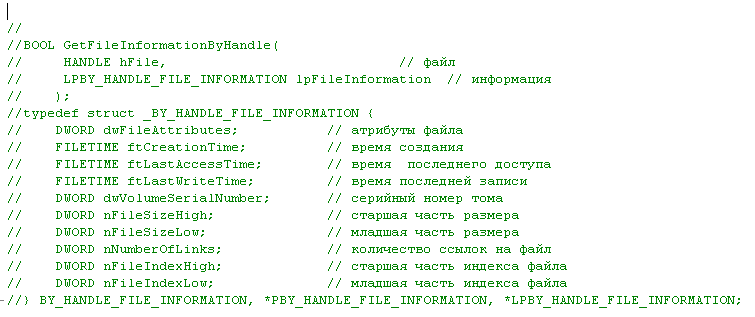 //
//BOOL GetFileInformationByHandle(
//     HANDLE hFile,                             // файл
//     LPBY_HANDLE_FILE_INFORMATION lpFileInformation  // информация
//    );
//typedef struct _BY_HANDLE_FILE_INFORMATION {
//    DWORD dwFileAttributes;           // атрибуты файла
//    FILETIME ftCreationTime;          // время создания
//    FILETIME ftLastAccessTime;        // время  последнего доступа
//    FILETIME ftLastWriteTime;         // время последней записи
//    DWORD dwVolumeSerialNumber;       // серийный номер тома
//    DWORD nFileSizeHigh;              // старшая часть размера
//    DWORD nFileSizeLow;               // младшая часть размера
//    DWORD nNumberOfLinks;             // количество ссылок на файл
//    DWORD nFileIndexHigh;             // старшая часть индекса файла
//    DWORD nFileIndexLow;              // младшая часть индекса файла
//} BY_HANDLE_FILE_INFORMATION, *PBY_HANDLE_FILE_INFORMATION, *LPBY_HANDLE_FILE_INFORMATION;